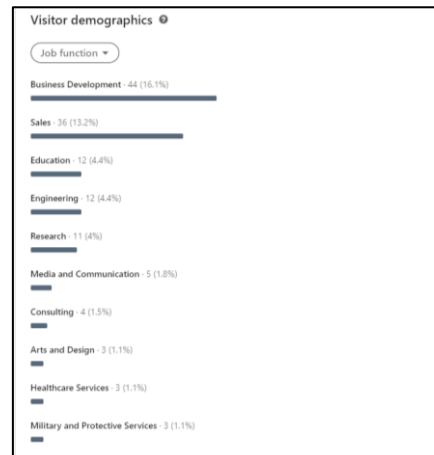 Visitor demographics
Job function
Business Development · 44 (16.1%)
Sales · 36 (13.2%)
Education · 12 (4.4%)
Engineering · 12 (4.4%)
Research · 11 (4%)
Media and Communication · 5 (1.8%)
Consulting · 4 (1.5%)
Arts and Design · 3 (1.1%)
Healthcare Services · 3 (1.1%)
Military and Protective Services · 3 (1.1%)